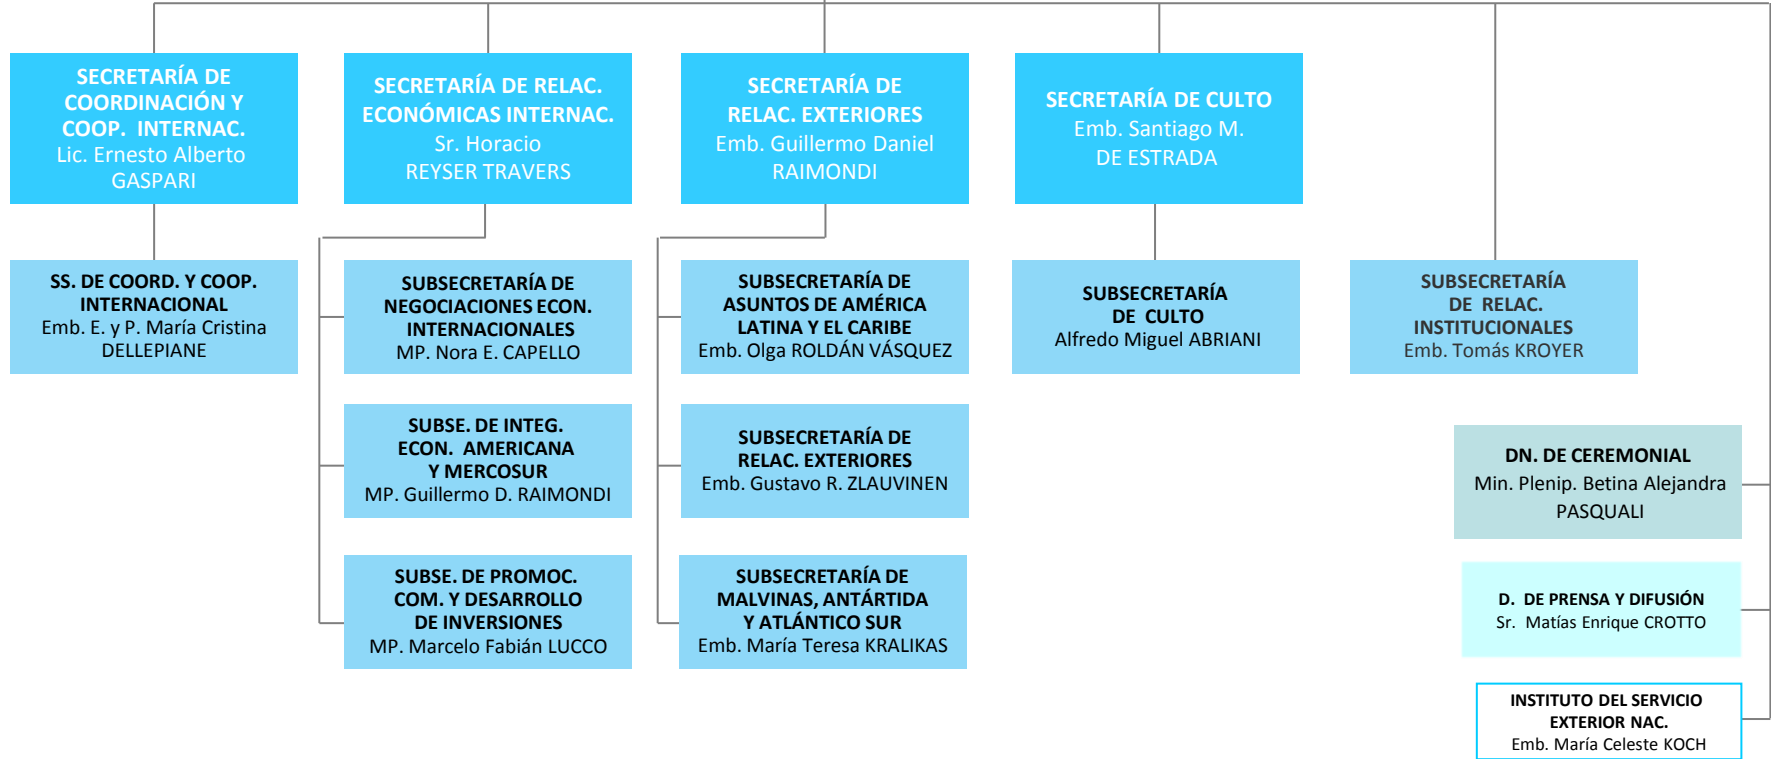 SECRETARÍA DE
COORDINACIÓN Y
COOP. INTERNAC.
Lic. Ernesto Alberto
GASPARI
SECRETARÍA DE RELAC.
ECONÓMICAS INTERNAC.
Sr. Horacio
REYSER TRAVERS
SECRETARÍA DE
RELAC. EXTERIORES
Emb. Guillermo Daniel
RAIMONDI
SECRETARÍA DE CULTO
Emb. Santiago M.
DE ESTRADA
SS. DE COORD. Y COOP.
INTERNACIONAL
Emb. E. y P. María Cristina
DELLEPIANE
SUBSECRETARÍA DE
NEGOCIACIONES ECON.
INTERNACIONALES
MP. Nora E. CAPELLO
SUBSECRETARÍA DE
ASUNTOS DE AMÉRICA
LATINA Y EL CARIBE
Emb. Olga ROLDÁN VÁSQUEZ
SUBSECRETARÍA
DE CULTO
Alfredo Miguel ABRIANI
SUBSECRETARÍA
DE RELAC.
INSTITUCIONALES
Emb. Tomás KROYER
SUBSE. DE INTEG.
ECON. AMERICANA
Y MERCOSUR
MP. Guillermo D. RAIMONDI
SUBSECRETARÍA DE
RELAC. EXTERIORES
Emb. Gustavo R. ZLAUVINEN
DN. DE CEREMONIAL
Min. Plenip. Betina Alejandra
PASQUALI
SUBSE. DE PROMOC.
COM. Y DESARROLLO
DE INVERSIONES
MP. Marcelo Fabián LUCCO
SUBSECRETARÍA DE
MALVINAS, ANTÁRTIDA
Y ATLÁNTICO SUR
Emb. María Teresa KRALIKAS
D. DE PRENSA Y DIFUSIÓN
Sr. Matías Enrique CROTTO
INSTITUTO DEL SERVICIO
EXTERIOR NAC.
Emb. María Celeste KOCH